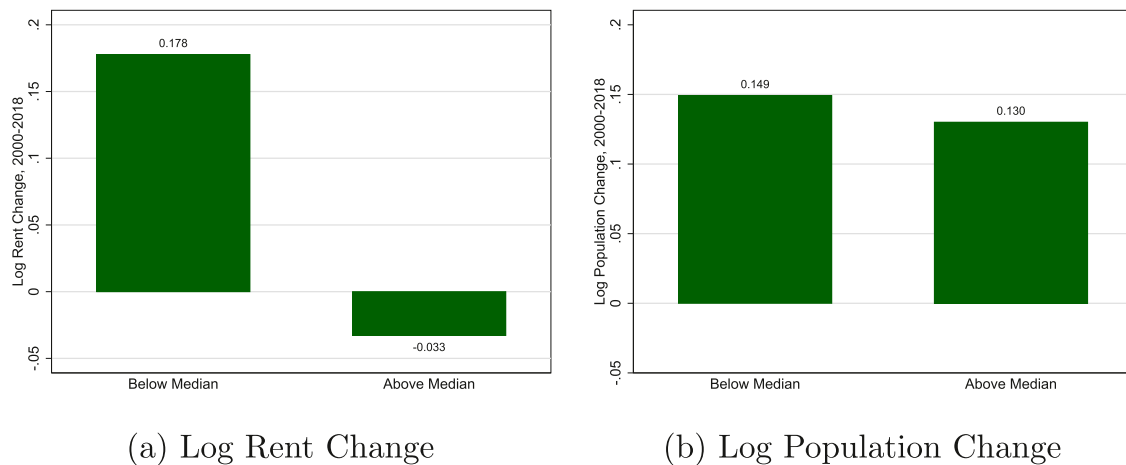 Log Rent Change, 2000-2018
.2
.15
.1
.05
0
-.05
0.178
-0.033
Below Median
Above Median
(a) Log Rent Change
Log Population Change, 2000-2018
.2
.15
.1
.05
0
-.05
0.149
0.130
Below Median
Above Median
(b) Log Population Change